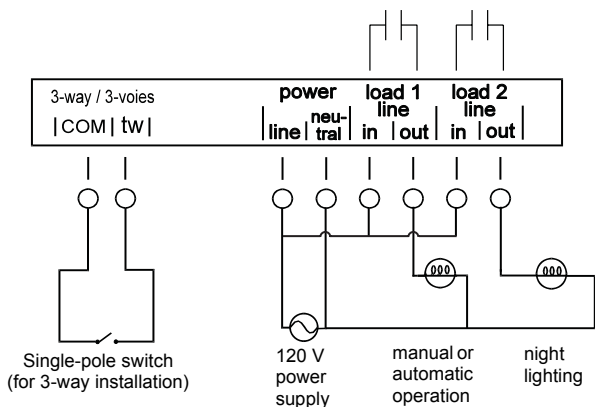 3-way / 3-voies
|COM| tw|
power
|line| neu-
tral|
load 1
line
in |out|
load 2
line
in |out|
Single-pole switch
(for 3-way installation)
120 V
power
supply
manual or
automatic
operation
night
lighting